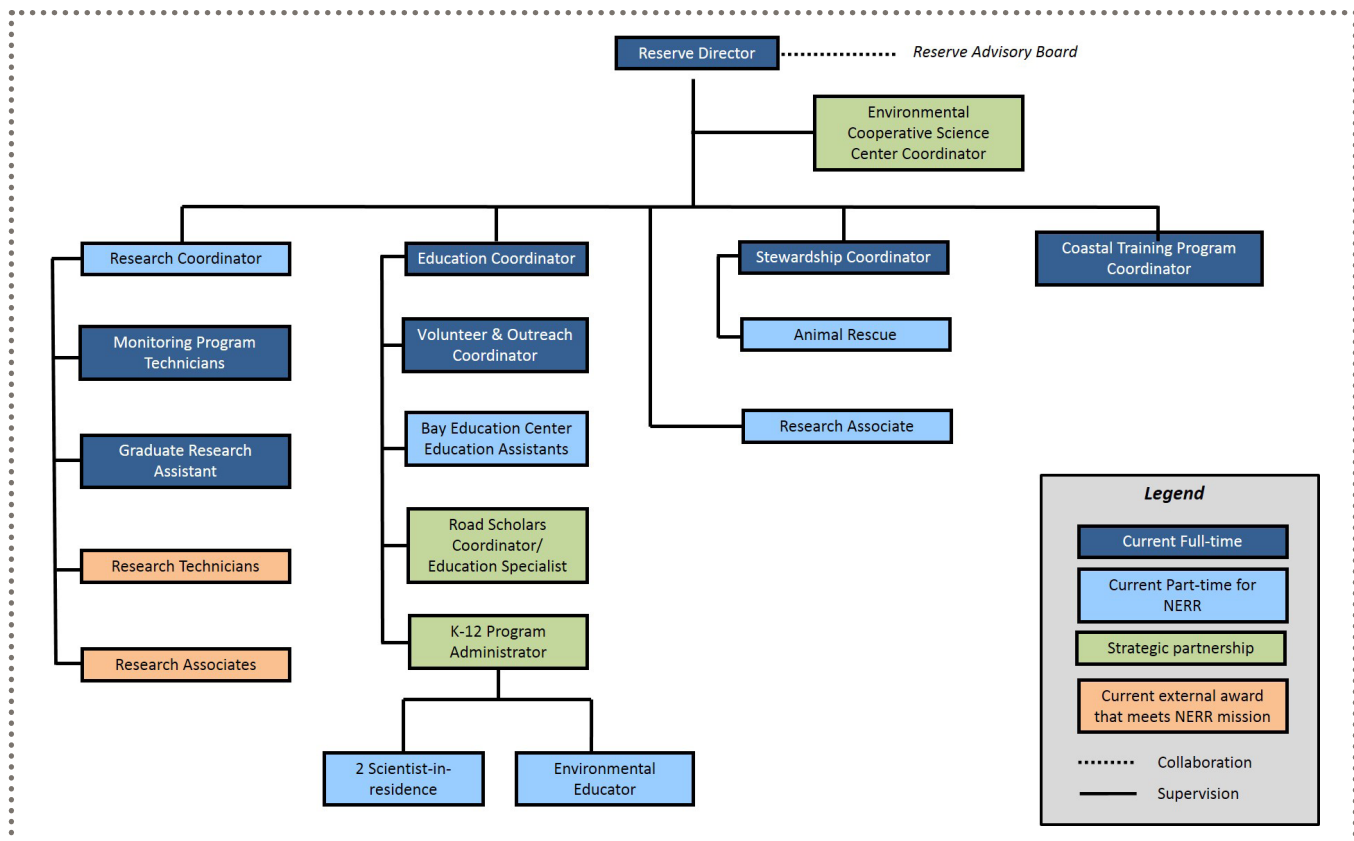 Reserve Director
Reserve Advisory Board
Environmental
Cooperative Science
Center Coordinator
Research Coordinator
Monitoring Program
Technicians
Graduate Research
Assistant
Research Technicians
Research Associates
Education Coordinator
Volunteer & Outreach
Coordinator
Bay Education Center
Education Assistants
Road Scholars
Coordinator/
Education Specialist
K-12 Program
Administrator
2 Scientist-in-
residence
Environmental
Educator
Stewardship Coordinator
Animal Rescue
Research Associate
Coastal Training Program
Coordinator
Legend
Current Full-time
Current Part-time for
NERR
Strategic partnership
Current external award
that meets NERR mission
Collaboration
Supervision